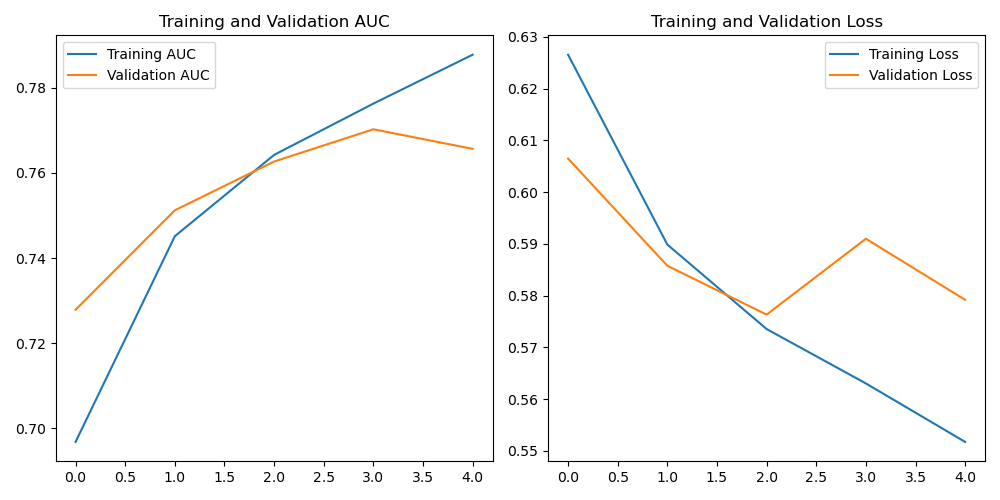 Training and Validation AUC
Training AUC
Validation AUC
0.78
0.76
0.74
0.72
0.70
0.0 0.5 1.0 1.5 2.0 2.5 3.0 3.5 4.0
Training and Validation Loss
Training Loss
Validation Loss
0.63
0.62
0.61
0.60
0.59
0.58
0.57
0.56
0.55
0.0 0.5 1.0 1.5 2.0 2.5 3.0 3.5 4.0